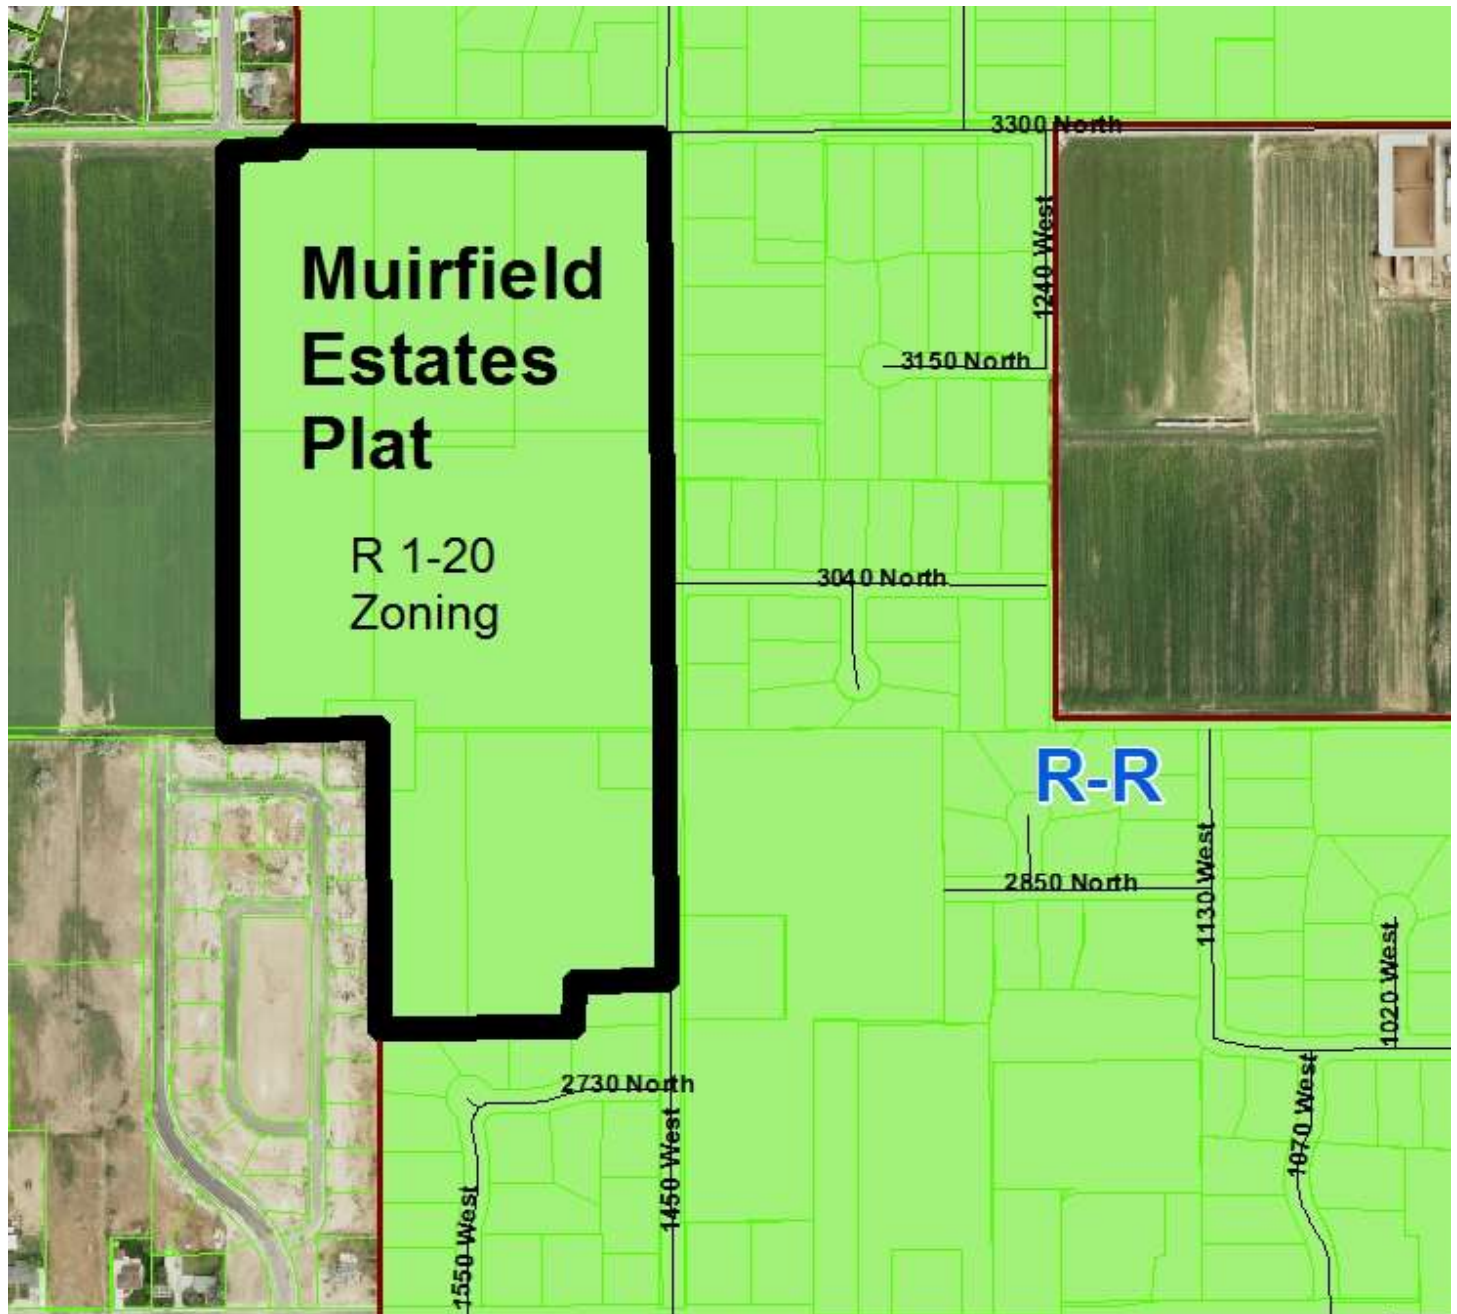 3300 North
Muirfield
Estates
Plat
1240 West
3150 North
R 1-20
Zoning
3040 North
R-R
2850 North
1130 West
1020 West
2730 North
1070 West
1450 West
1550 West